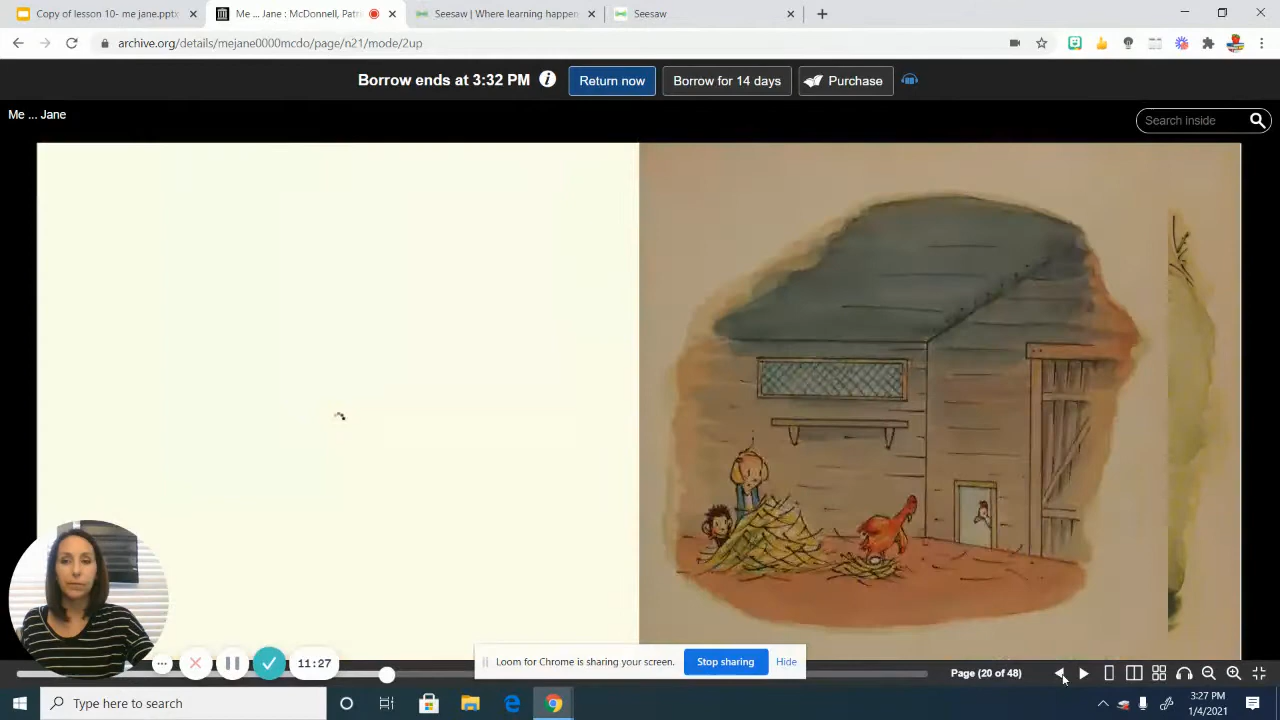 Copy of lesson 10- me jane.pptx
Me ... Jane : McDonnell, Patri
Seesaw | Where learning happen
Seesaw
archive.org/details/mejane0000mcdo/page/n21/mode/2up
Borrow ends at 3:32 PM
Return now
Borrow for 14 days
Purchase
Me ... Jane
Search inside
11:27
Loom for Chrome is sharing your screen.
Stop sharing
Hide
Page (20 of 48)
Type here to search
3:27 PM
1/4/2021